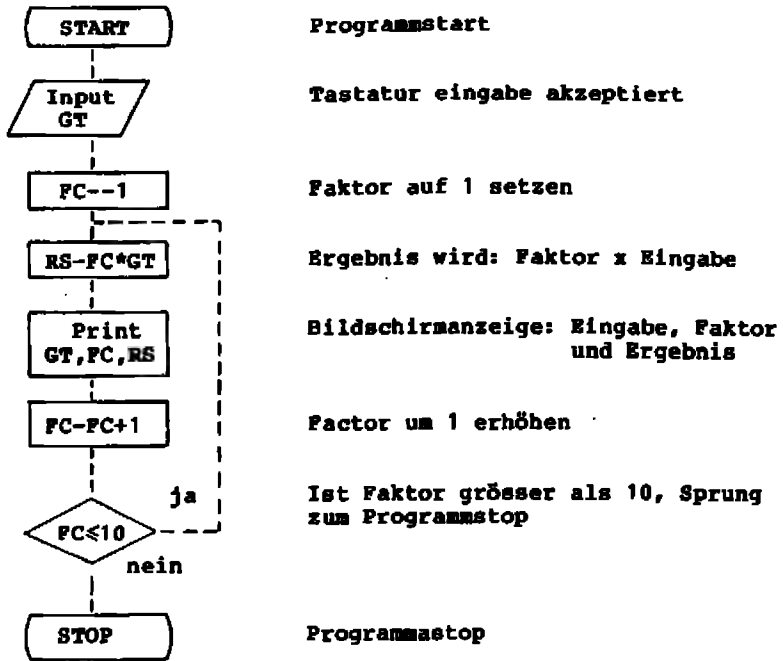 START Programmstart
Input Tastatur eingabe akzeptiert
GT
FC--1 Faktor auf 1 setzen
RS-FC*GT Ergebnis wird: Faktor x Eingabe
Print Bildschirmanzeige: Eingabe, Faktor
GT,FC,RS und Ergebnis
FC-FC+1 Factor um 1 erhöhen
ja Ist Faktor grösser als 10, Sprung
FC≤10 zum Programmstop
nein
STOP Programmstop